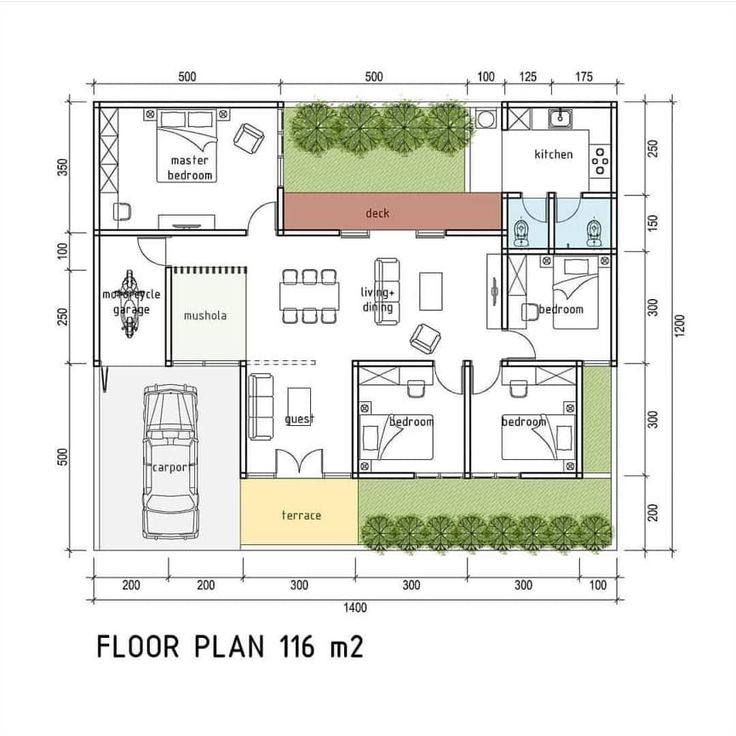 500 500 100 125 175
350
master
bedroom
kitchen
250
deck
150
100
motorcycle
garage
mushola
living+
dining
bedroom
250
300
1200
guest
bedroom
bedroom
300
500
carpor
terrace
200
200 200 300 300 300 100
1400
FLOOR PLAN 116 m2